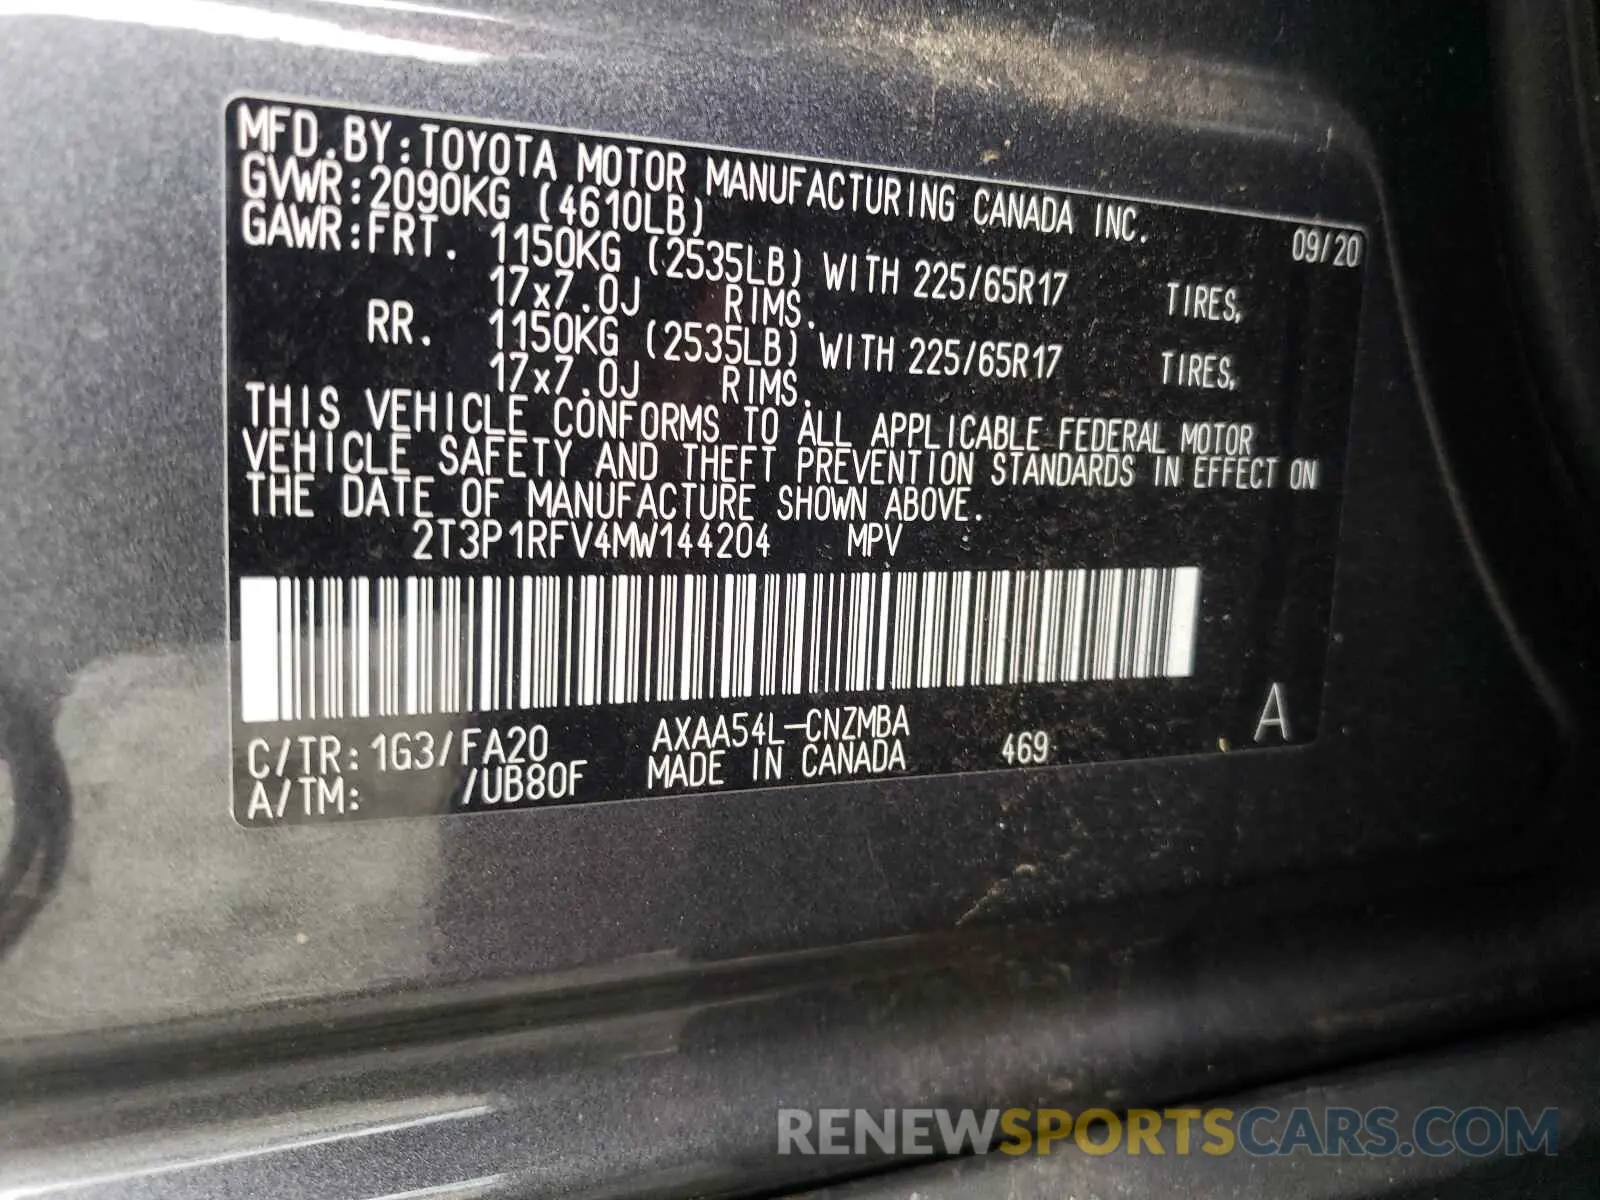 MFD.BY:TOYOTA MOTOR MANUFACTURING CANADA INC. 09/20
GVWR:2090KG (4610LB)
GAWR:FRT. 1150KG (2535LB) WITH 225/65R17 TIRES,
17x7.0J RIMS.
RR. 1150KG (2535LB) WITH 225/65R17 TIRES,
17x7.0J RIMS.
THIS VEHICLE CONFORMS TO ALL APPLICABLE FEDERAL MOTOR
VEHICLE SAFETY AND THEFT PREVENTION STANDARDS IN EFFECT ON
THE DATE OF MANUFACTURE SHOWN ABOVE.
2T3P1RFV4MW144204 MPV
C/TR: 1G3/FA20 AXAA54L-CNZMBA 469 A
A/TM: /UB80F MADE IN CANADA
RENEWSPORTSCARS.COM